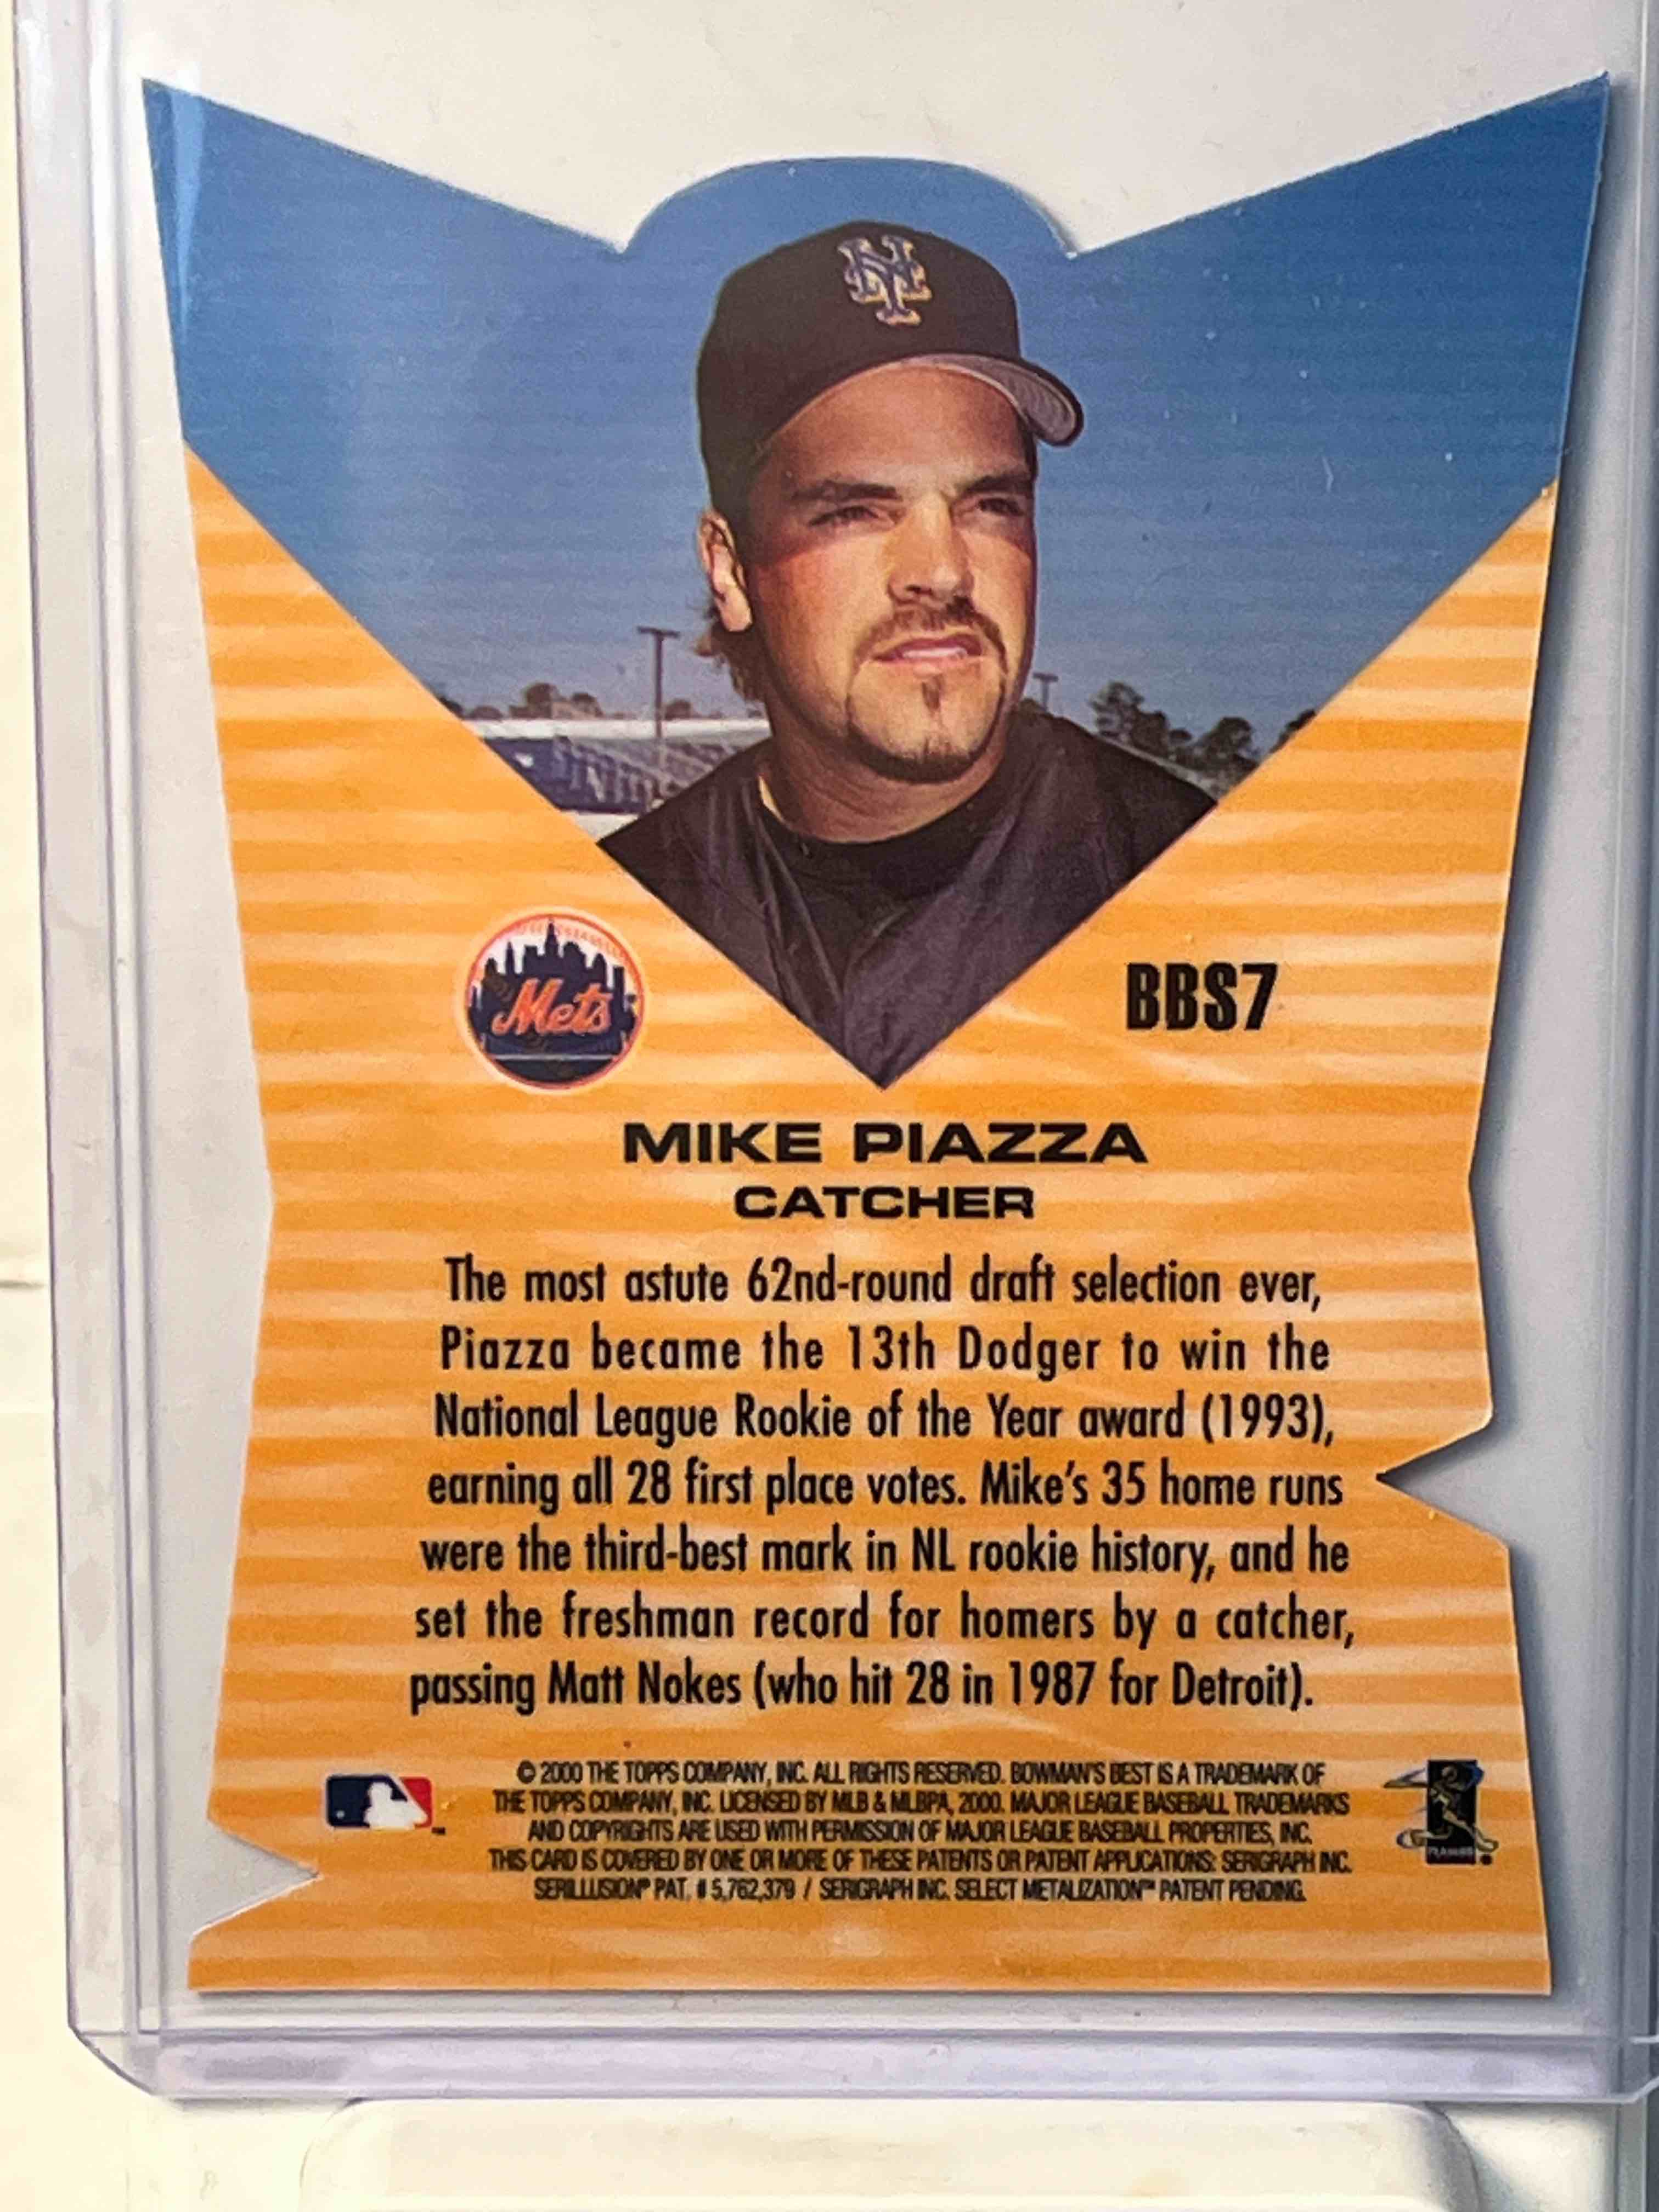 NY
Mets
BBS7
MIKE PIAZZA
CATCHER
The most astute 62nd-round draft selection ever,
Piazza became the 13th Dodger to win the
National League Rookie of the Year award (1993),
earning all 28 first place votes. Mike's 35 home runs
were the third-best mark in NL rookie history, and he
set the freshman record for homers by a catcher,
passing Matt Nokes (who hit 28 in 1987 for Detroit).
© 2000 THE TOPPS COMPANY, INC. ALL RIGHTS RESERVED. BOWMAN'S BEST IS A TRADEMARK OF
THE TOPPS COMPANY, INC. LICENSED BY MLB & MLBPA, 2000. MAJOR LEAGUE BASEBALL TRADEMARKS
AND COPYRIGHTS ARE USED WITH PERMISSION OF MAJOR LEAGUE BASEBALL PROPERTIES, INC.
THIS CARD IS COVERED BY ONE OR MORE OF THESE PATENTS OR PATENT APPLICATIONS: SERIGRAPH INC.
SERILLUSION® PAT. # 5,762,379 / SERIGRAPH INC. SELECT METALIZATION™ PATENT PENDING.